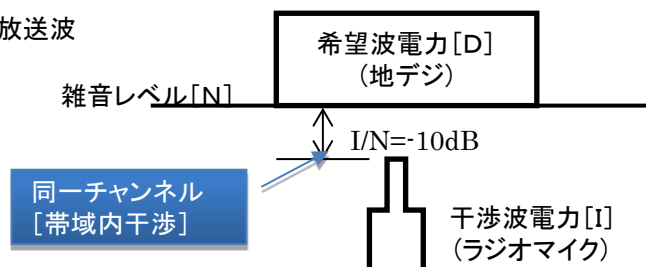 放送波
希望波電力[D]
(地デジ)
雑音レベル[N]
I/N=-10dB
同一チャンネル
[帯域内干渉]
干渉波電力[I]
(ラジオマイク)